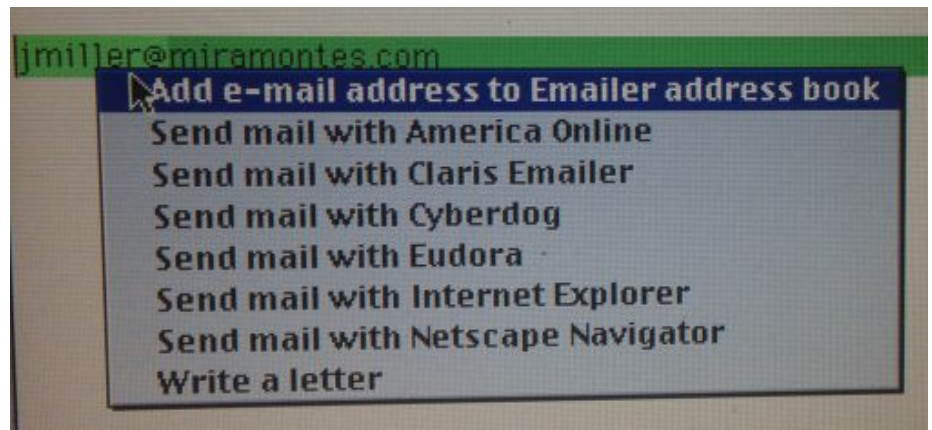 jmiller@miramontes.com
Add e-mail address to Emailer address book
Send mail with America Online
Send mail with Claris Emailer
Send mail with Cyberdog
Send mail with Eudora
Send mail with Internet Explorer
Send mail with Netscape Navigator
Write a letter